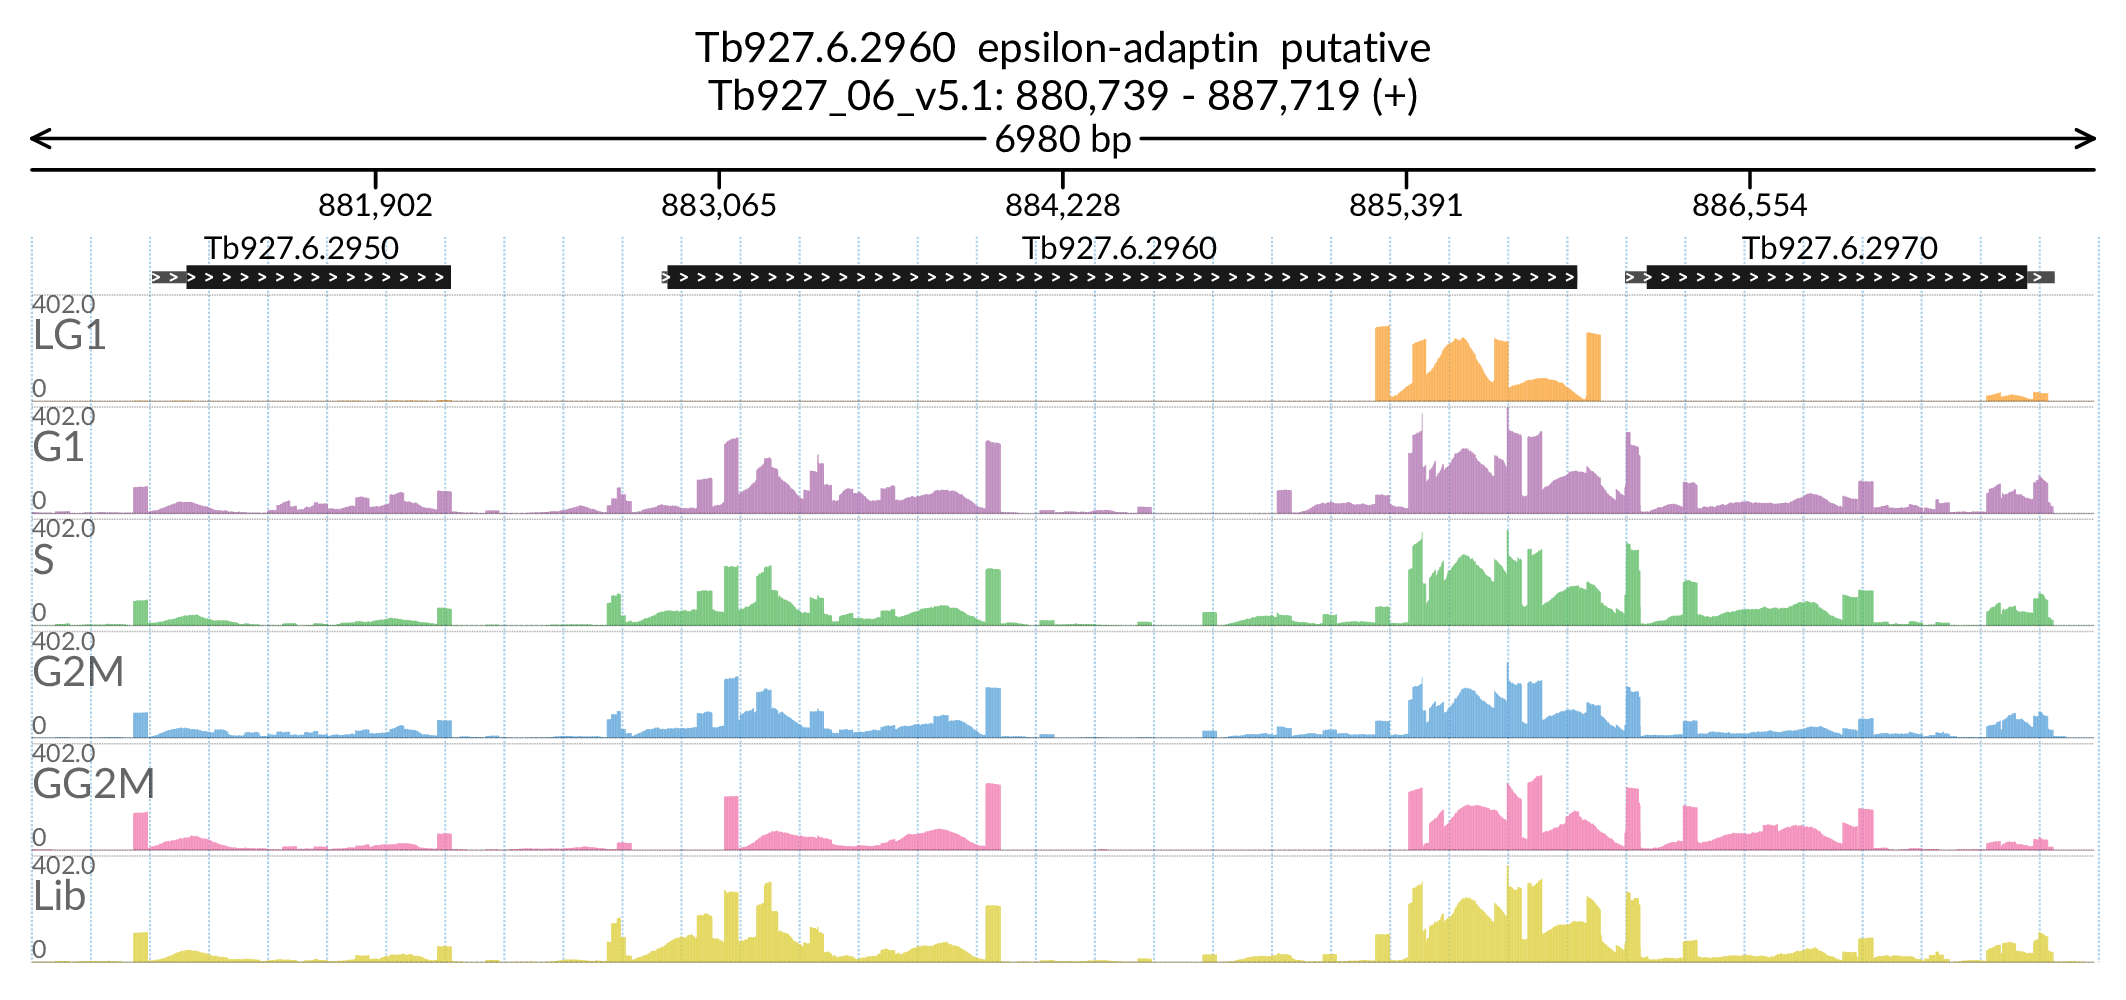 Tb927.6.2960 epsilon-adaptin putative
Tb927_06_v5.1: 880,739 - 887,719 (+)
6980 bp
881,902 883,065 884,228 885,391 886,554
Tb927.6.2950 Tb927.6.2960 Tb927.6.2970
402.0
LG1
0
402.0
G1
0
402.0
S
0
402.0
G2M
0
402.0
GG2M
0
402.0
Lib
0